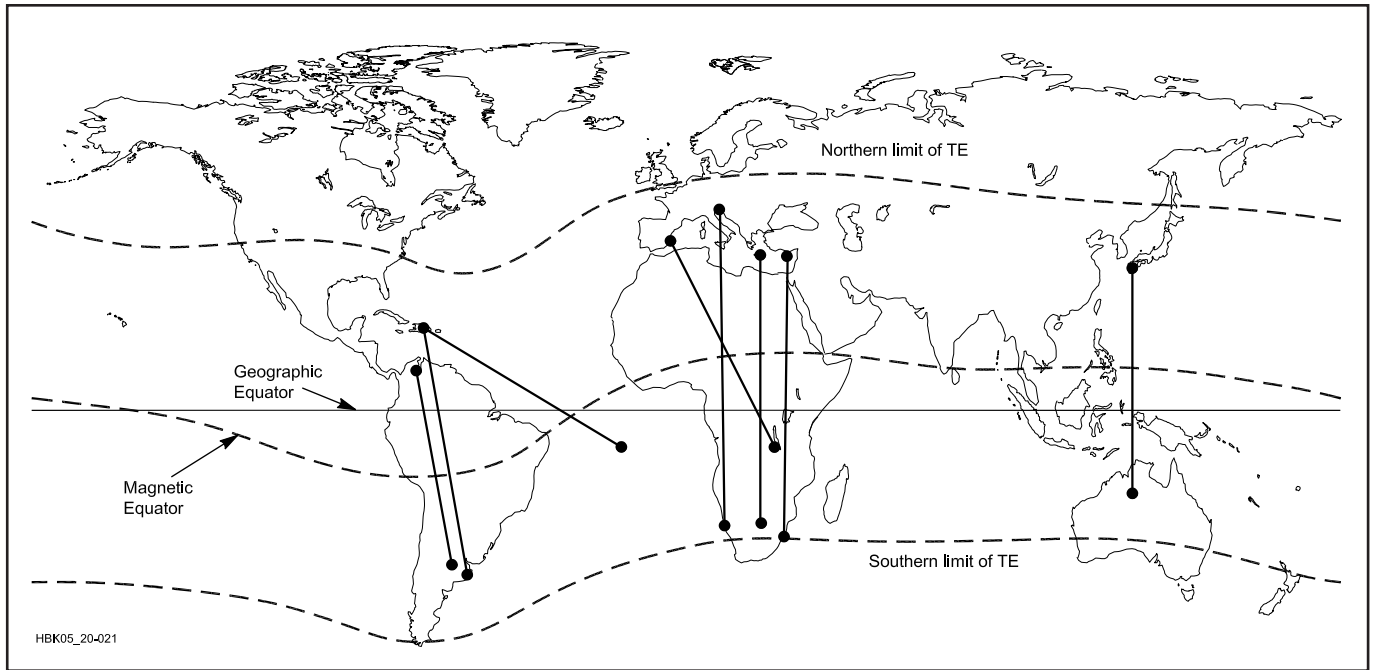 Northern limit of TE
Geographic
Equator
Magnetic
Equator
Southern limit of TE
HBK05_20-021